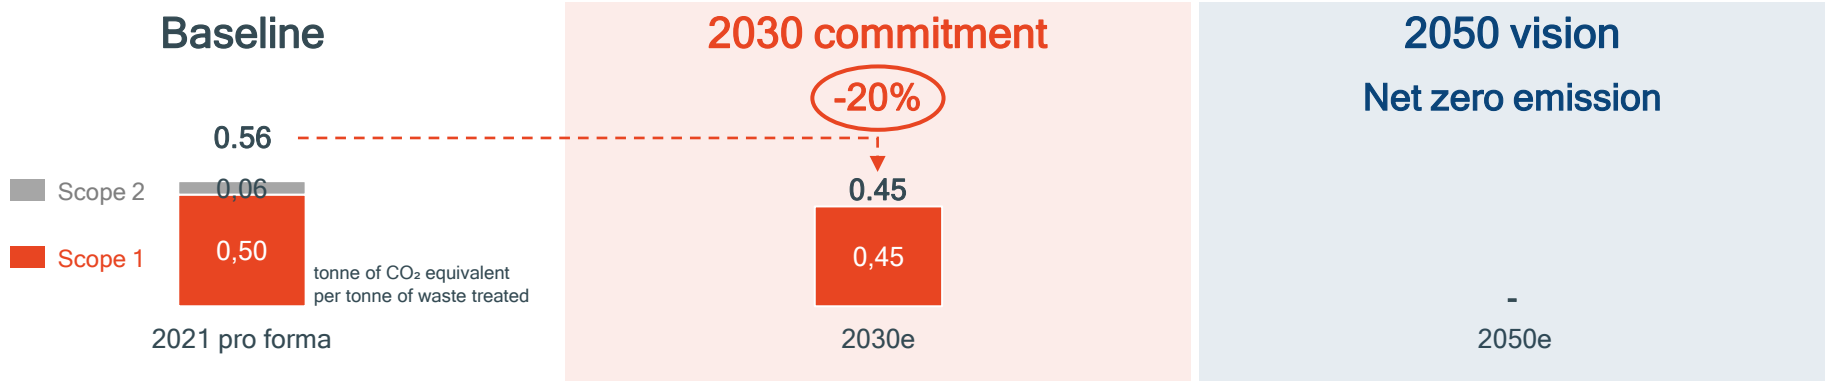 Baseline
2030 commitment
2050 vision
-20%
Net zero emission
0.56
Scope 2
0,06
0.45
Scope 1
0,50
0,45
tonne of CO₂ equivalent
per tonne of waste treated
-
2021 pro forma
2030e
2050e